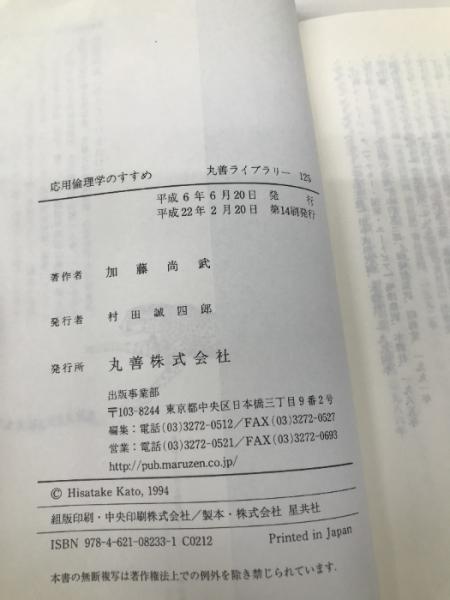 応用倫理学のすすめ 丸善ライブラリー 125
平成 6 年 6 月20日 発 行
平成22年 2 月20日 第14刷発行
著作者 加 藤 尚 武
発行者 村 田 誠 四 郎
発行所 丸善株式会社
出版事業部
〒103-8244 東京都中央区日本橋三丁目9番2号
編集:電話(03)3272-0512/FAX(03)3272-0527
営業:電話(03)3272-0521/FAX(03)3272-0693
http://pub.maruzen.co.jp/
© Hisatake Kato, 1994
組版印刷・中央印刷株式会社/製本・株式会社 星共社
ISBN 978-4-621-08233-1 C0212 Printed in Japan
本書の無断複写は著作権法上での例外を除き禁じられています.